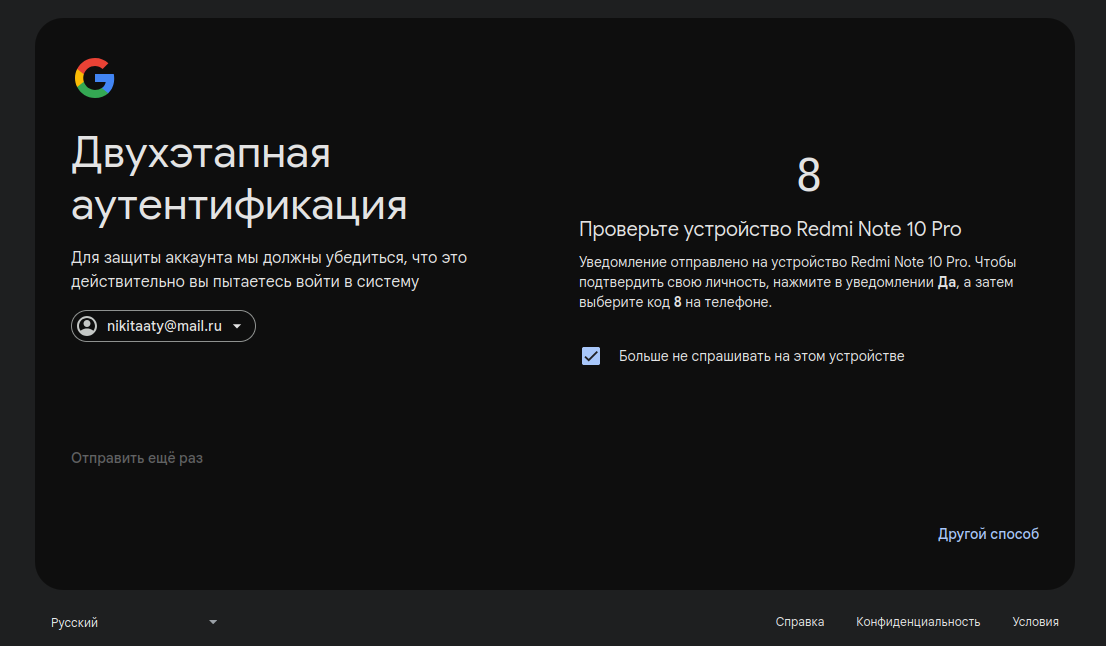 Двухэтапная
аутентификация
Для защиты аккаунта мы должны убедиться, что это
действительно вы пытаетесь войти в систему
nikitaaty@mail.ru
Отправить ещё раз
8
Проверьте устройство Redmi Note 10 Pro
Уведомление отправлено на устройство Redmi Note 10 Pro. Чтобы
подтвердить свою личность, нажмите в уведомлении Да, а затем
выберите код 8 на телефоне.
Больше не спрашивать на этом устройстве
Другой способ
Русский
Справка
Конфиденциальность
Условия